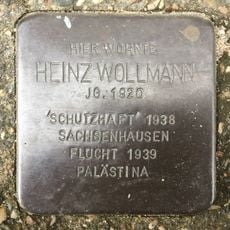 HIER WOHNTE
HEINZ WOLLMANN
JG. 1920
'SCHUTZHAFT' 1938
SACHSENHAUSEN
FLUCHT 1939
PALÄSTINA